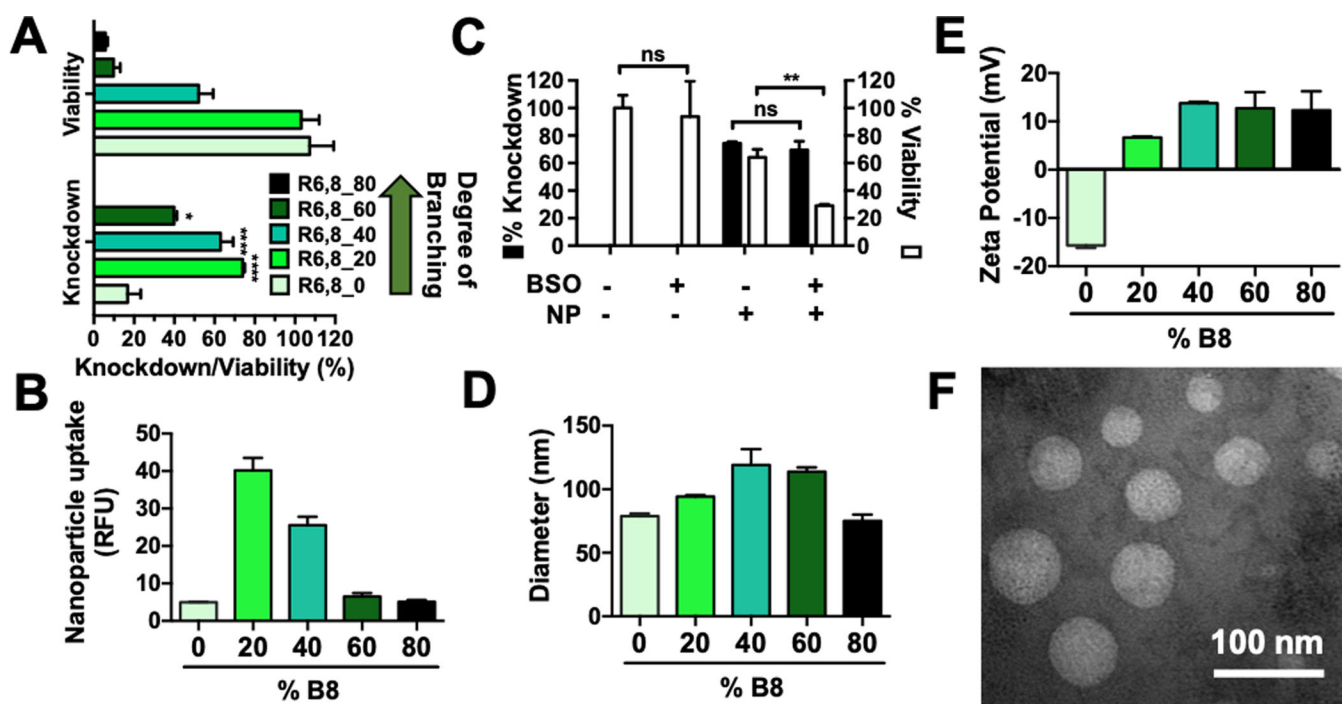 A
Viability
Knockdown
*
****
****
R6,8_80
R6,8_60
R6,8_40
R6,8_20
R6,8_0
Degree of
Branching
0 20 40 60 80 100 120
Knockdown/Viability (%)
B
Nanoparticle uptake
(RFU)
50
40
30
20
10
0
0 20 40 60 80
% B8
C
% Knockdown
120
100
80
60
40
20
0
ns
**
ns
120
100
80
60
40
20
0
% Viability
BSO - + - +
NP - - + +
D
Diameter (nm)
150
100
50
0
0 20 40 60 80
% B8
E
Zeta Potential (mV)
20
10
0
-10
-20
0 20 40 60 80
% B8
F
100 nm